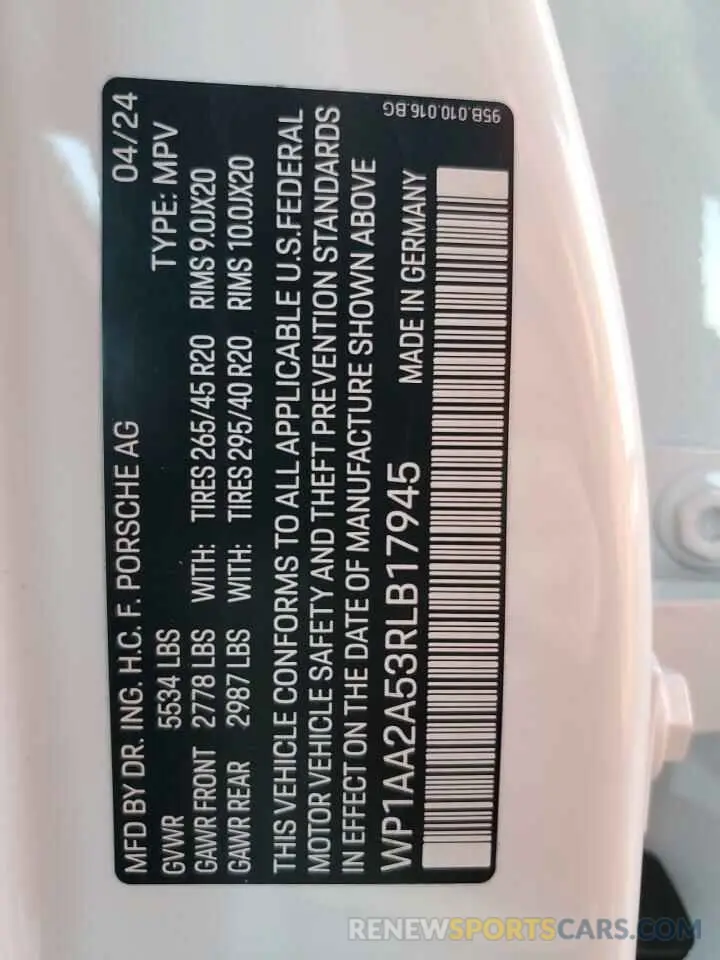 MFD BY DR. ING. H.C. F. PORSCHE AG 04/24
GVWR 5534 LBS TYPE: MPV
GAWR FRONT 2778 LBS WITH: TIRES 265/45 R20 RIMS 9.0JX20
GAWR REAR 2987 LBS WITH: TIRES 295/40 R20 RIMS 10.0JX20
THIS VEHICLE CONFORMS TO ALL APPLICABLE U.S.FEDERAL
MOTOR VEHICLE SAFETY AND THEFT PREVENTION STANDARDS
IN EFFECT ON THE DATE OF MANUFACTURE SHOWN ABOVE
WP1AA2A53RLB17945 MADE IN GERMANY
95B.010.016.BG
RENEWSPORTSCARS.COM